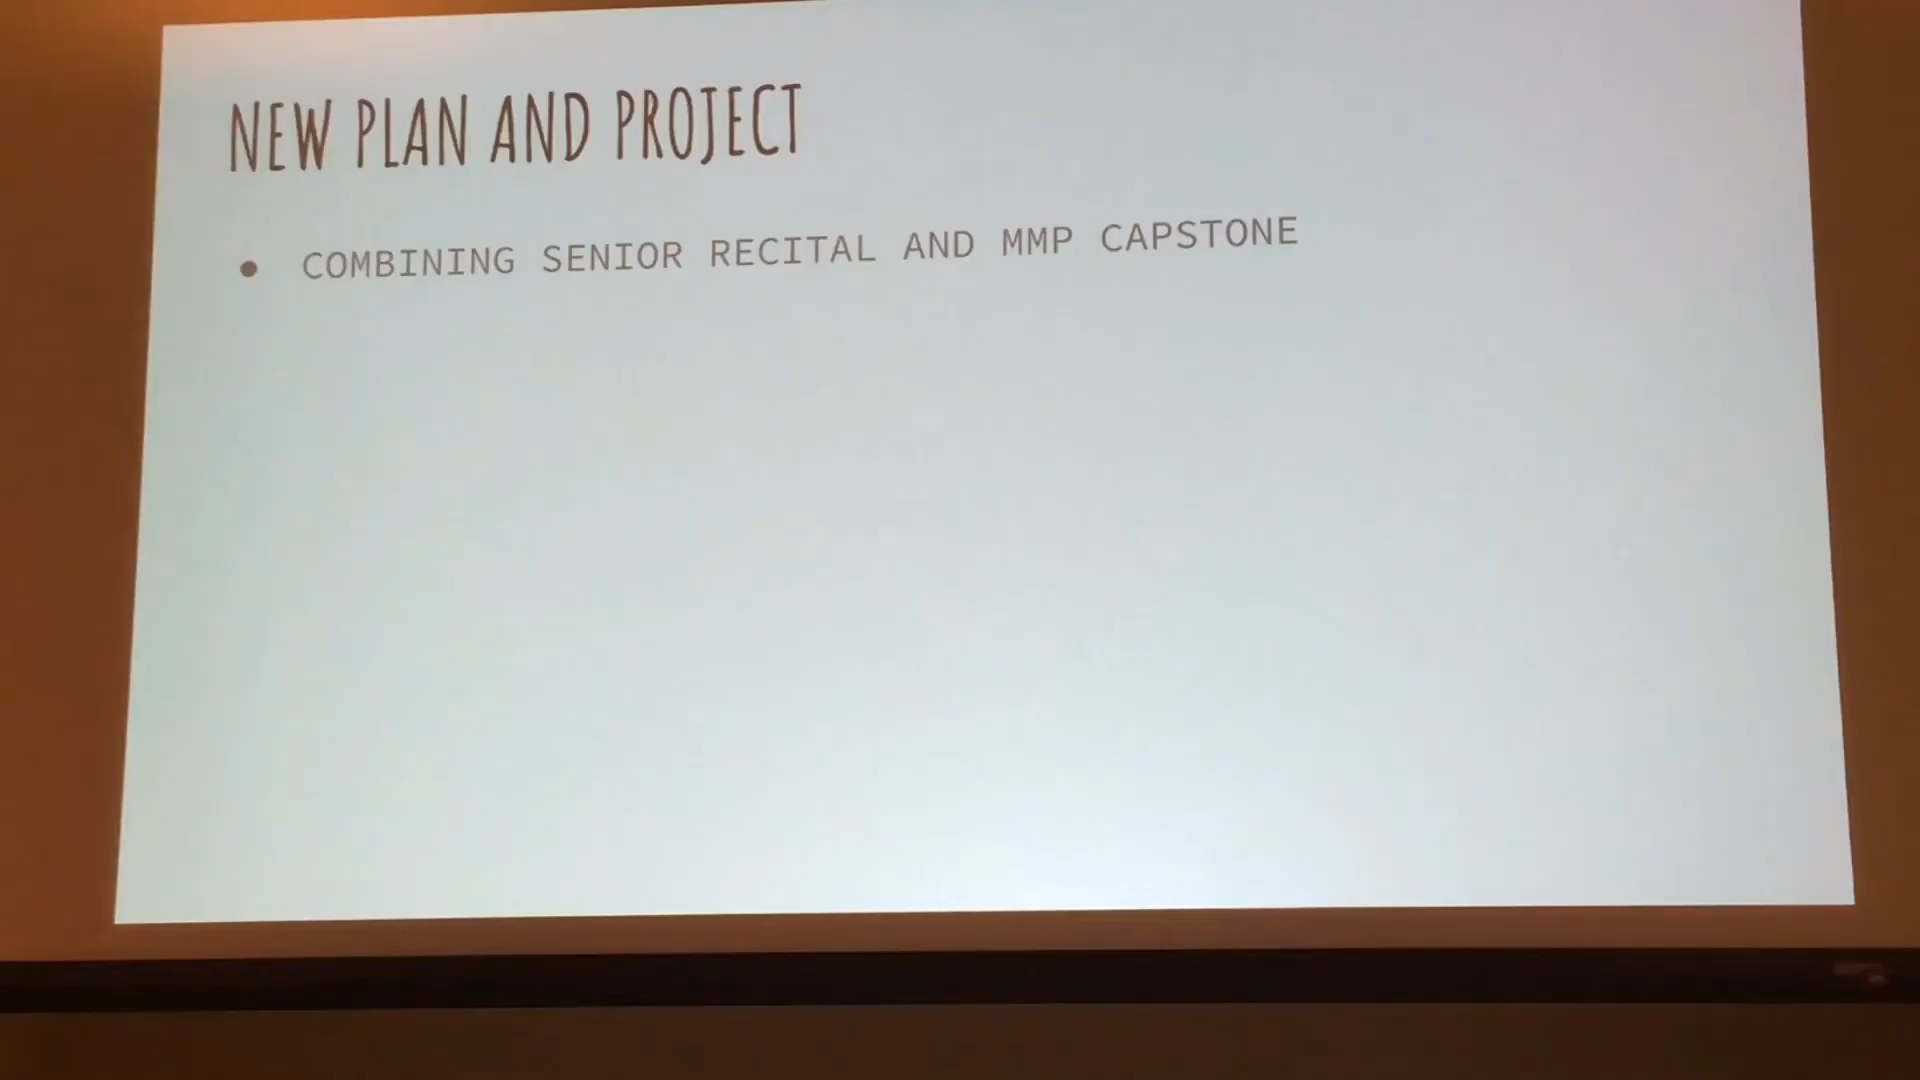 NEW PLAN AND PROJECT
● COMBINING SENIOR RECITAL AND MMP CAPSTONE